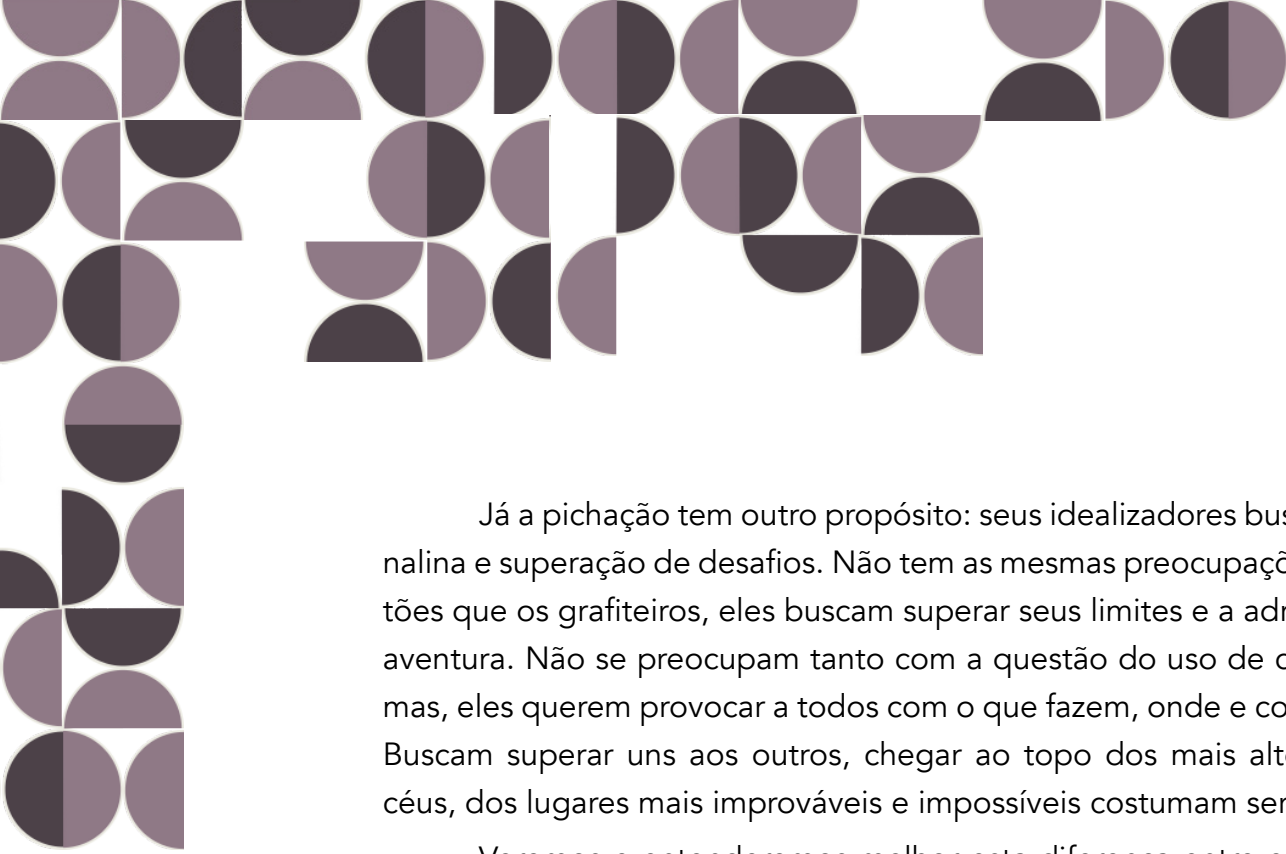 Já a pichação tem outro propósito: seus idealizadores bus
nalina e superação de desafios. Não tem as mesmas preocupaçõ
tões que os grafiteiros, eles buscam superar seus limites e a adr
aventura. Não se preocupam tanto com a questão do uso de c
mas, eles querem provocar a todos com o que fazem, onde e co
Buscam superar uns aos outros, chegar ao topo dos mais alt
céus, dos lugares mais improváveis e impossíveis costumam ser